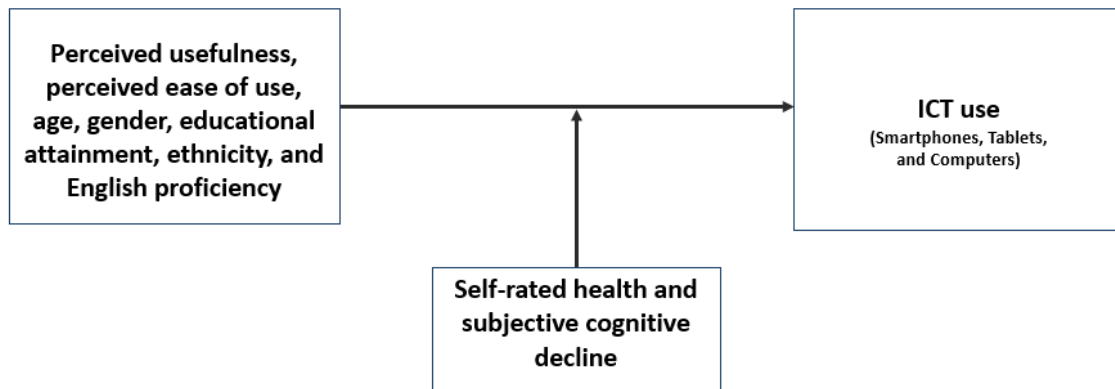 Perceived usefulness,
perceived ease of use,
age, gender, educational
attainment, ethnicity, and
English proficiency
ICT use
(Smartphones, Tablets,
and Computers)
Self-rated health and
subjective cognitive
decline